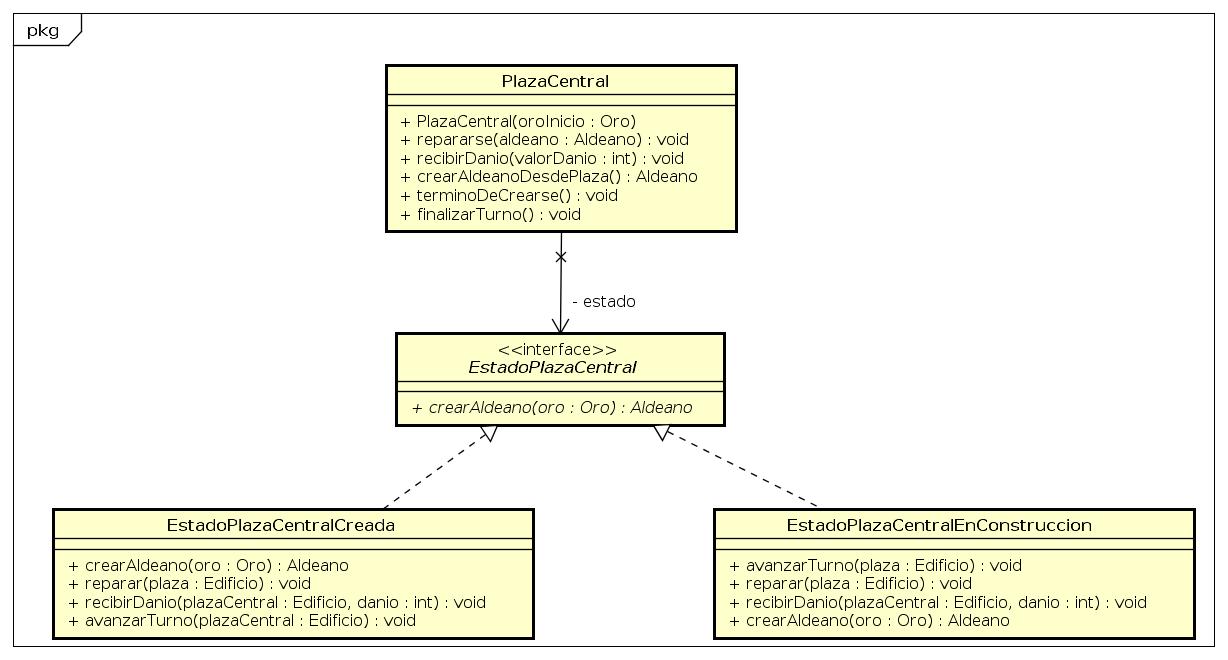 pkg
PlazaCentral
+ PlazaCentral(oroInicio : Oro)
+ repararse(aldeano : Aldeano) : void
+ recibirDanio(valorDanio : int) : void
+ crearAldeanoDesdePlaza() : Aldeano
+ terminoDeCrearse() : void
+ finalizarTurno() : void
- estado
<<interface>>
EstadoPlazaCentral
+ crearAldeano(oro : Oro) : Aldeano
EstadoPlazaCentralCreada
+ crearAldeano(oro : Oro) : Aldeano
+ reparar(plaza : Edificio) : void
+ recibirDanio(plazaCentral : Edificio, danio : int) : void
+ avanzarTurno(plazaCentral : Edificio) : void
EstadoPlazaCentralEnConstruccion
+ avanzarTurno(plaza : Edificio) : void
+ reparar(plaza : Edificio) : void
+ recibirDanio(plazaCentral : Edificio, danio : int) : void
+ crearAldeano(oro : Oro) : Aldeano